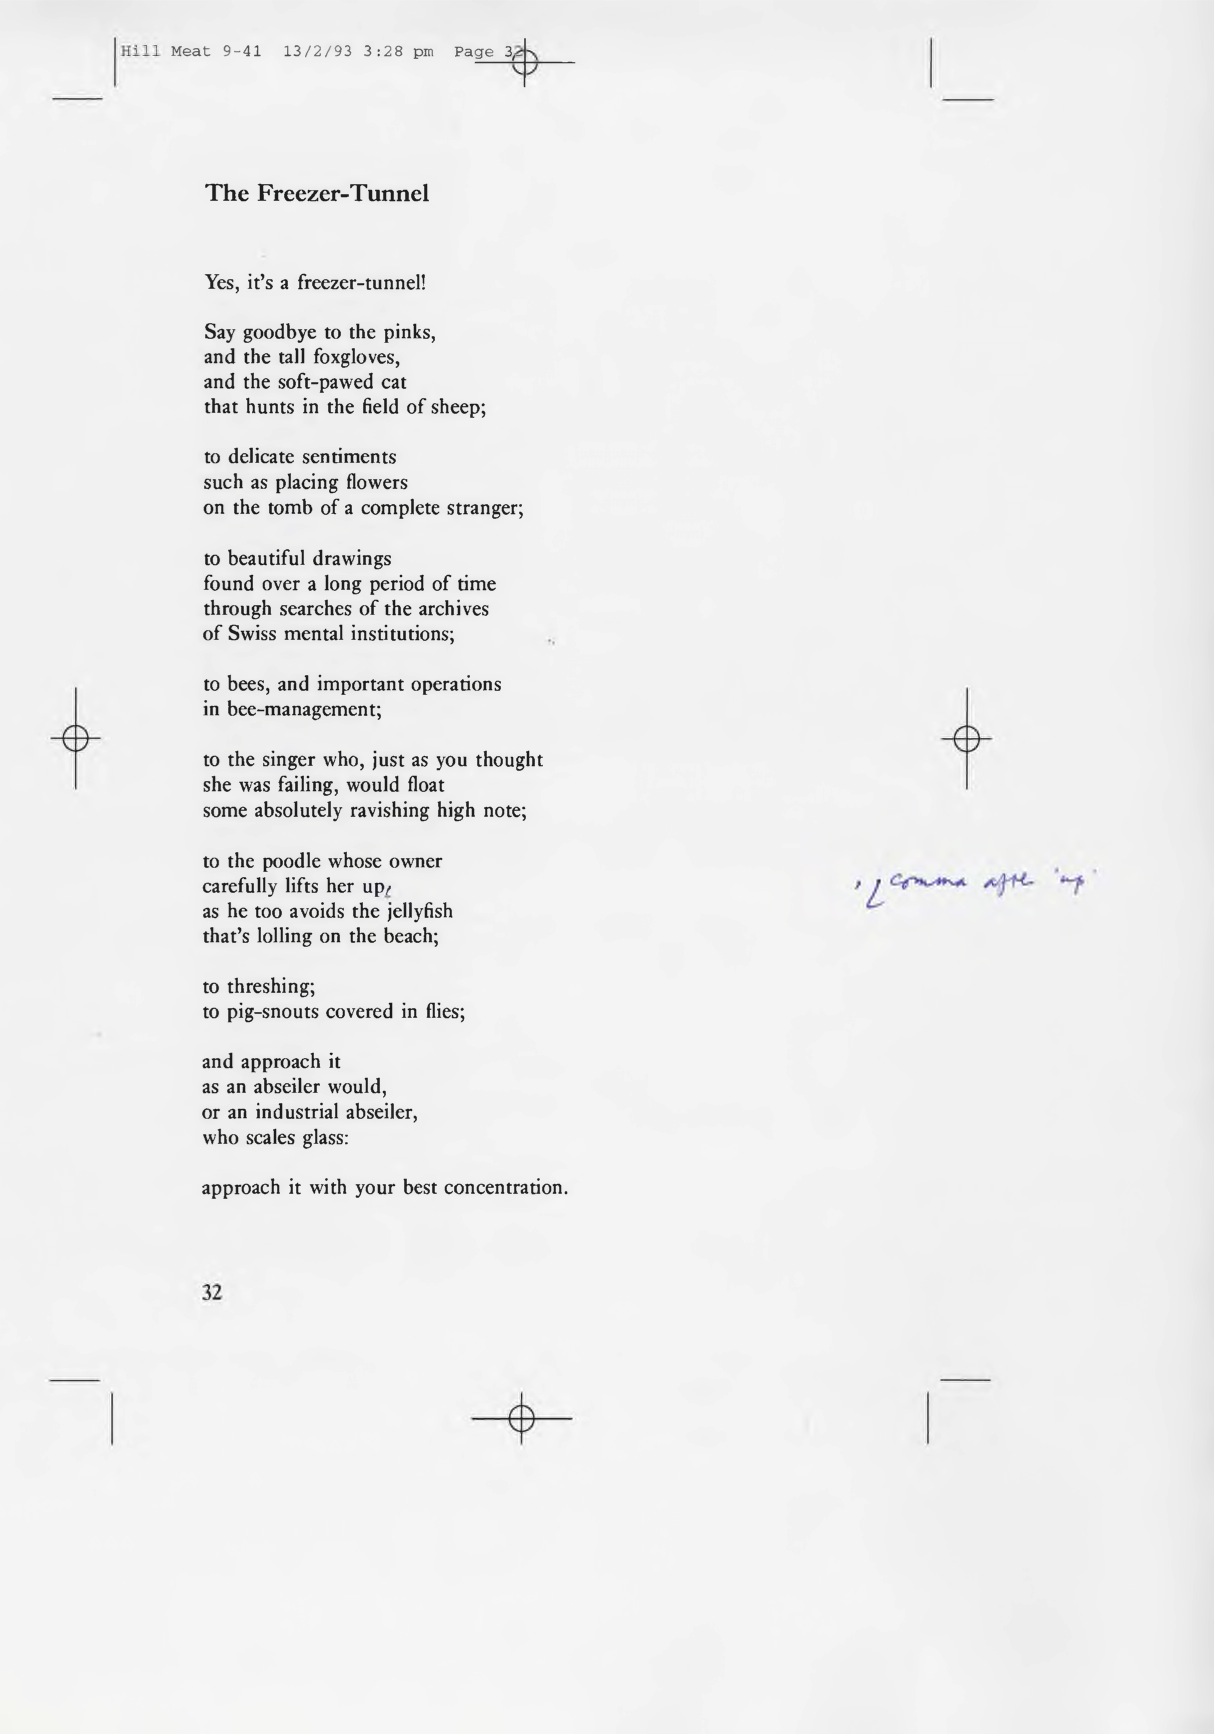 Hill Meat 9-41 13/2/93 3:28 pm Page 32
The Freezer-Tunnel
Yes, it's a freezer-tunnel!
Say goodbye to the pinks,
and the tall foxgloves,
and the soft-pawed cat
that hunts in the field of sheep;
to delicate sentiments
such as placing flowers
on the tomb of a complete stranger;
to beautiful drawings
found over a long period of time
through searches of the archives
of Swiss mental institutions;
to bees, and important operations
in bee-management;
to the singer who, just as you thought
she was failing, would float
some absolutely ravishing high note;
to the poodle whose owner
carefully lifts her up
, comma after 'up'
as he too avoids the jellyfish
that's lolling on the beach;
to threshing;
to pig-snouts covered in flies;
and approach it
as an abseiler would,
or an industrial abseiler,
who scales glass:
approach it with your best concentration.
32